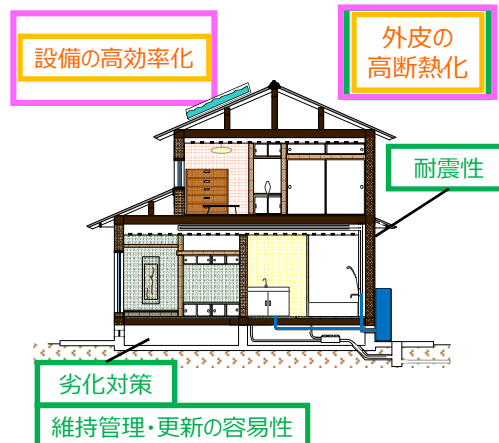 設備の高効率化
外皮の
高断熱化
耐震性
劣化対策
維持管理・更新の容易性